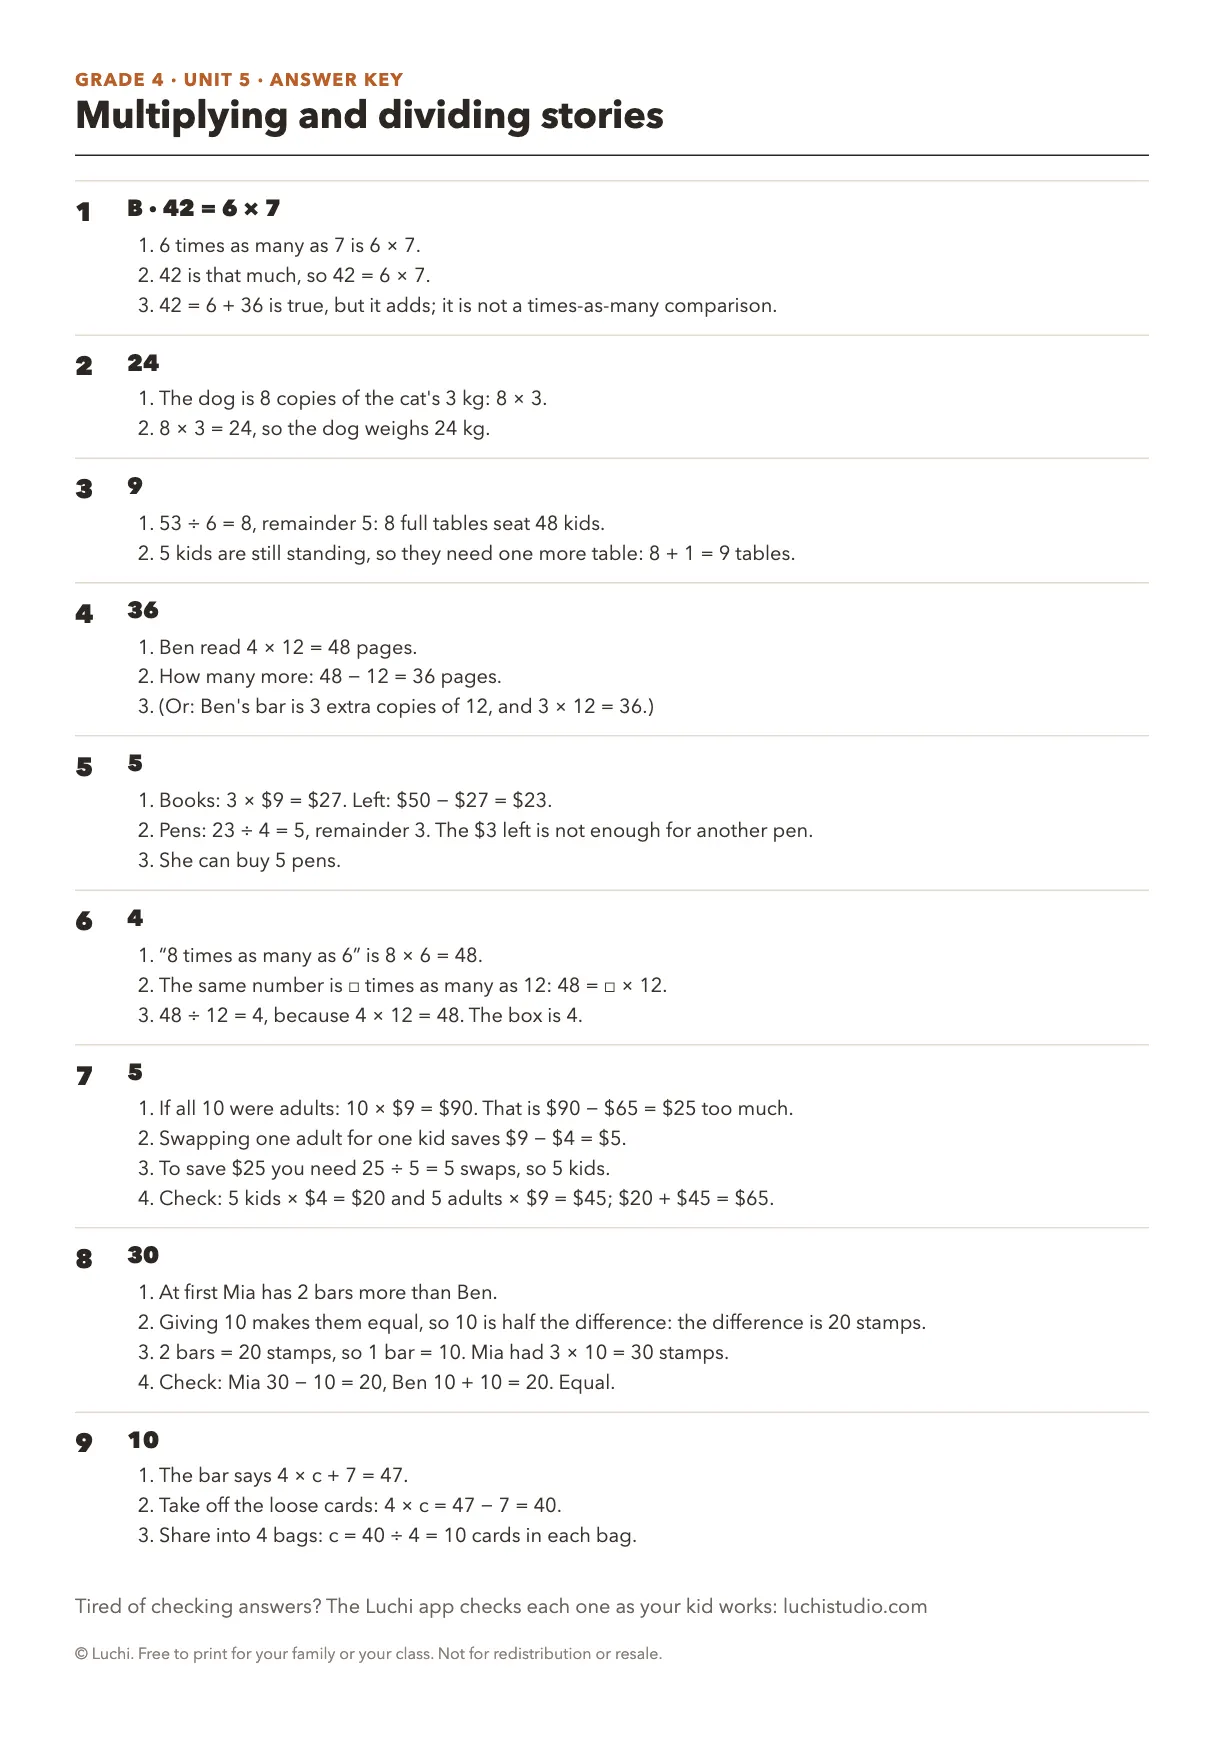 GRADE 4 · UNIT 5 · ANSWER KEY
Multiplying and dividing stories
1 B · 42 = 6 × 7
1. 6 times as many as 7 is 6 × 7.
2. 42 is that much, so 42 = 6 × 7.
3. 42 = 6 + 36 is true, but it adds; it is not a times-as-many comparison.
2 24
1. The dog is 8 copies of the cat's 3 kg: 8 × 3.
2. 8 × 3 = 24, so the dog weighs 24 kg.
3 9
1. 53 ÷ 6 = 8, remainder 5: 8 full tables seat 48 kids.
2. 5 kids are still standing, so they need one more table: 8 + 1 = 9 tables.
4 36
1. Ben read 4 × 12 = 48 pages.
2. How many more: 48 − 12 = 36 pages.
3. (Or: Ben's bar is 3 extra copies of 12, and 3 × 12 = 36.)
5 5
1. Books: 3 × $9 = $27. Left: $50 − $27 = $23.
2. Pens: 23 ÷ 4 = 5, remainder 3. The $3 left is not enough for another pen.
3. She can buy 5 pens.
6 4
1. “8 times as many as 6” is 8 × 6 = 48.
2. The same number is □ times as many as 12: 48 = □ × 12.
3. 48 ÷ 12 = 4, because 4 × 12 = 48. The box is 4.
7 5
1. If all 10 were adults: 10 × $9 = $90. That is $90 − $65 = $25 too much.
2. Swapping one adult for one kid saves $9 − $4 = $5.
3. To save $25 you need 25 ÷ 5 = 5 swaps, so 5 kids.
4. Check: 5 kids × $4 = $20 and 5 adults × $9 = $45; $20 + $45 = $65.
8 30
1. At first Mia has 2 bars more than Ben.
2. Giving 10 makes them equal, so 10 is half the difference: the difference is 20 stamps.
3. 2 bars = 20 stamps, so 1 bar = 10. Mia had 3 × 10 = 30 stamps.
4. Check: Mia 30 − 10 = 20, Ben 10 + 10 = 20. Equal.
9 10
1. The bar says 4 × c + 7 = 47.
2. Take off the loose cards: 4 × c = 47 − 7 = 40.
3. Share into 4 bags: c = 40 ÷ 4 = 10 cards in each bag.
Tired of checking answers? The Luchi app checks each one as your kid works: luchistudio.com
© Luchi. Free to print for your family or your class. Not for redistribution or resale.